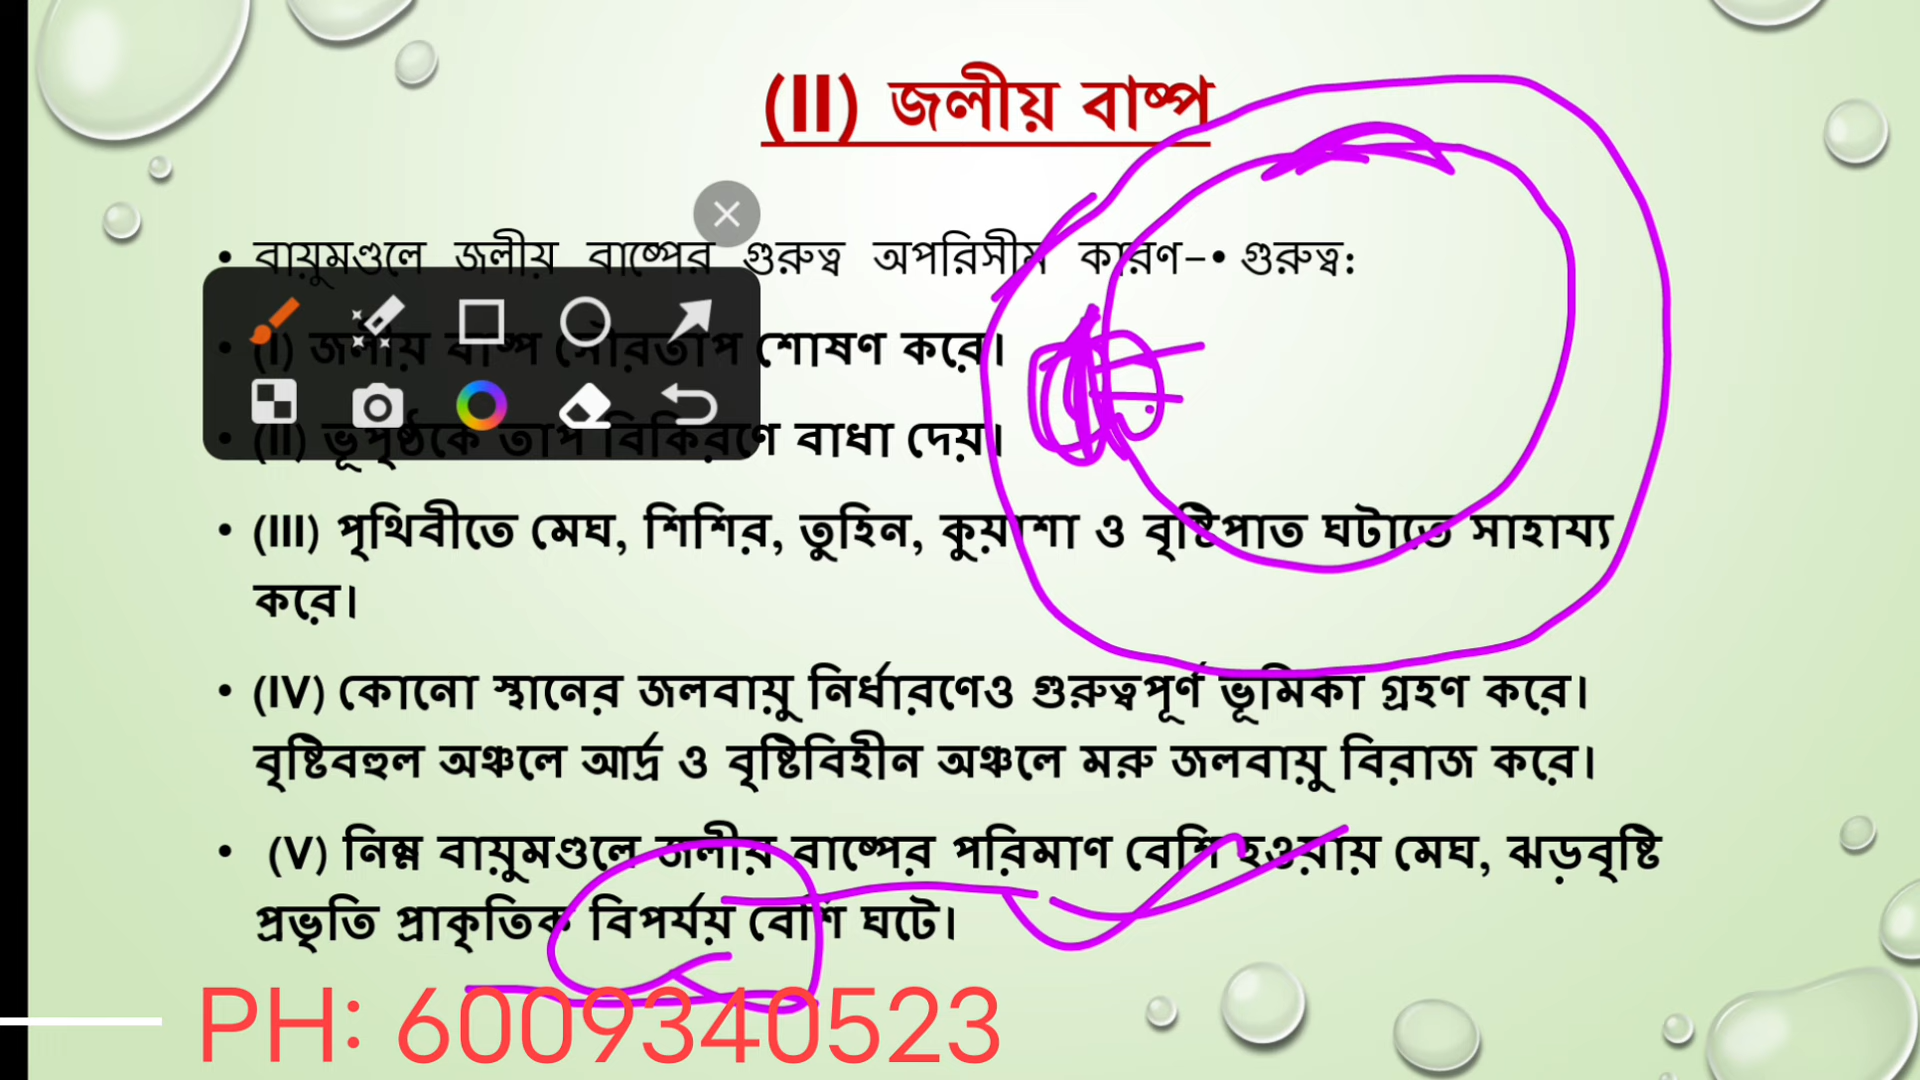 (II) জলীয় বাষ্প
• বায়ুমণ্ডলে জলীয় বাষ্পের গুরুত্ব অপরিসীম কারণ-• গুরুত্ব:
• (I) জলীয় বাষ্প সৌরতাপ শোষণ করে।
• (II) ভূপৃষ্ঠকে তাপ বিকিরণে বাধা দেয়।
• (III) পৃথিবীতে মেঘ, শিশির, তুহিন, কুয়াশা ও বৃষ্টিপাত ঘটাতে সাহায্য
করে।
• (IV) কোনো স্থানের জলবায়ু নির্ধারণেও গুরুত্বপূর্ণ ভূমিকা গ্রহণ করে।
বৃষ্টিবহুল অঞ্চলে আর্দ্র ও বৃষ্টিবিহীন অঞ্চলে মরু জলবায়ু বিরাজ করে।
• (V) নিম্ন বায়ুমণ্ডলে জলীয় বাষ্পের পরিমাণ বেশি হওয়ায় মেঘ, ঝড়বৃষ্টি
প্রভৃতি প্রাকৃতিক বিপর্যয় বেশি ঘটে।
PH: 6009340523